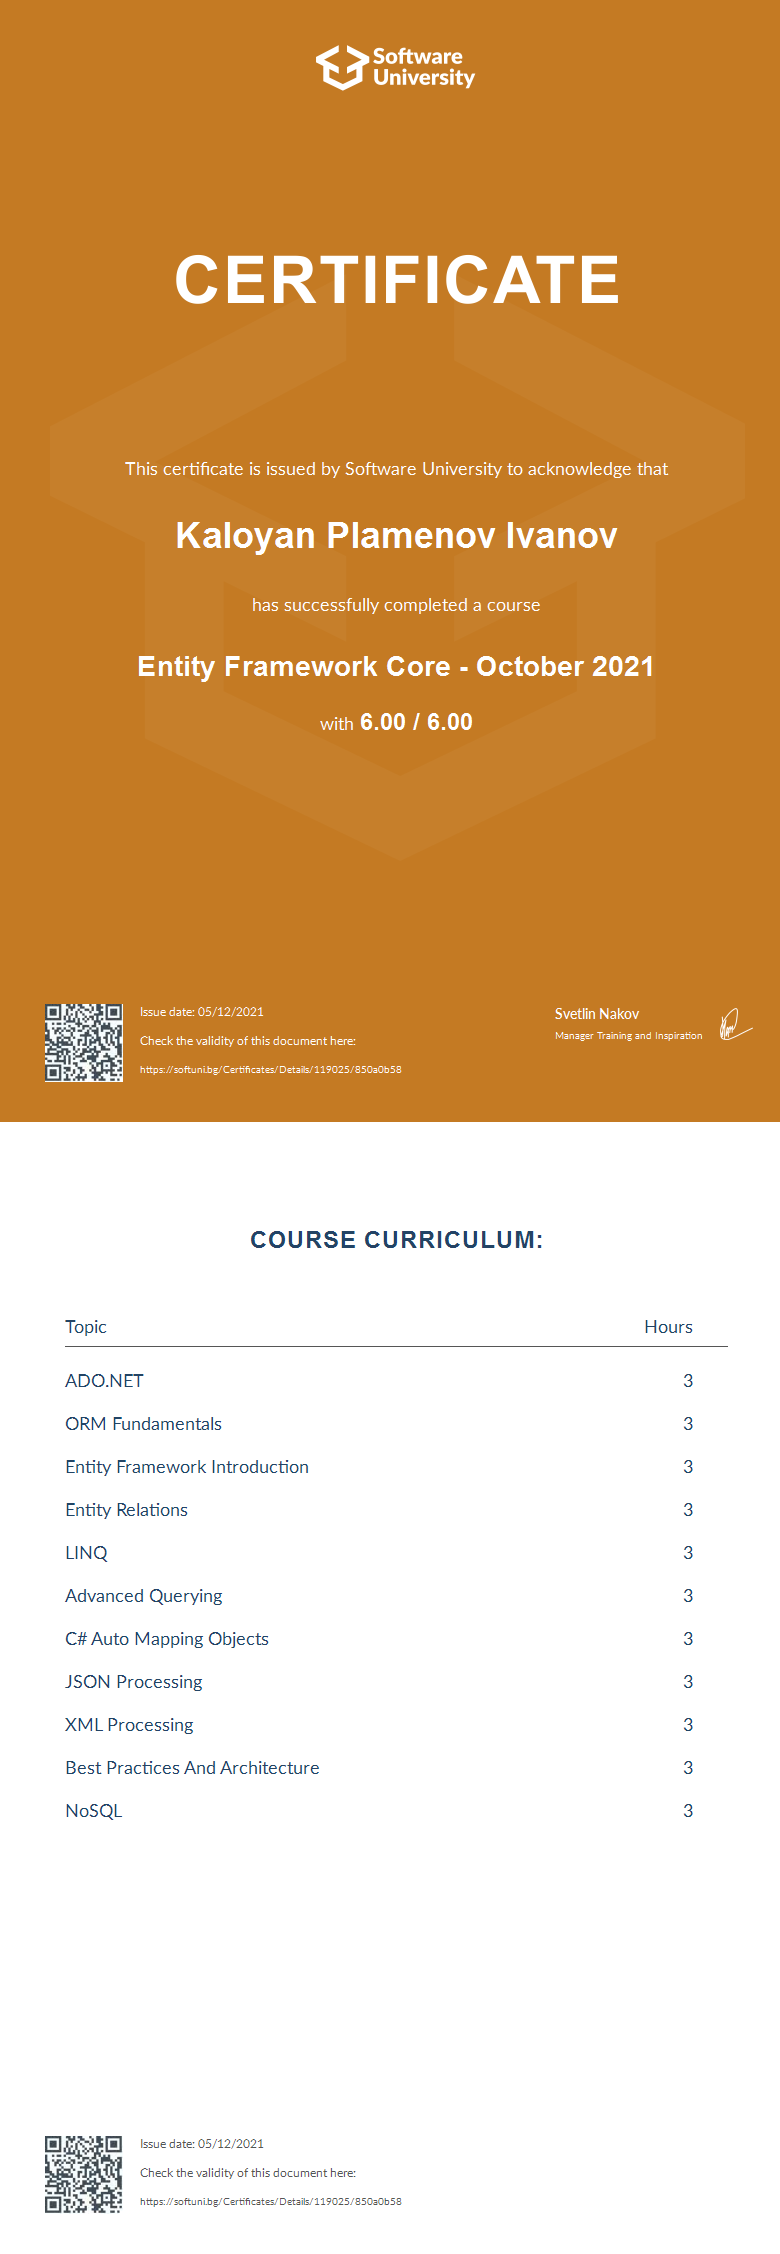 Software
University
CERTIFICATE
This certificate is issued by Software University to acknowledge that
Kaloyan Plamenov Ivanov
has successfully completed a course
Entity Framework Core - October 2021
with 6.00 / 6.00
Issue date: 05/12/2021
Check the validity of this document here:
https://softuni.bg/Certificates/Details/119025/850a0b58
Svetlin Nakov
Manager Training and Inspiration
COURSE CURRICULUM:
Topic Hours
ADO.NET 3
ORM Fundamentals 3
Entity Framework Introduction 3
Entity Relations 3
LINQ 3
Advanced Querying 3
C# Auto Mapping Objects 3
JSON Processing 3
XML Processing 3
Best Practices And Architecture 3
NoSQL 3
Issue date: 05/12/2021
Check the validity of this document here:
https://softuni.bg/Certificates/Details/119025/850a0b58